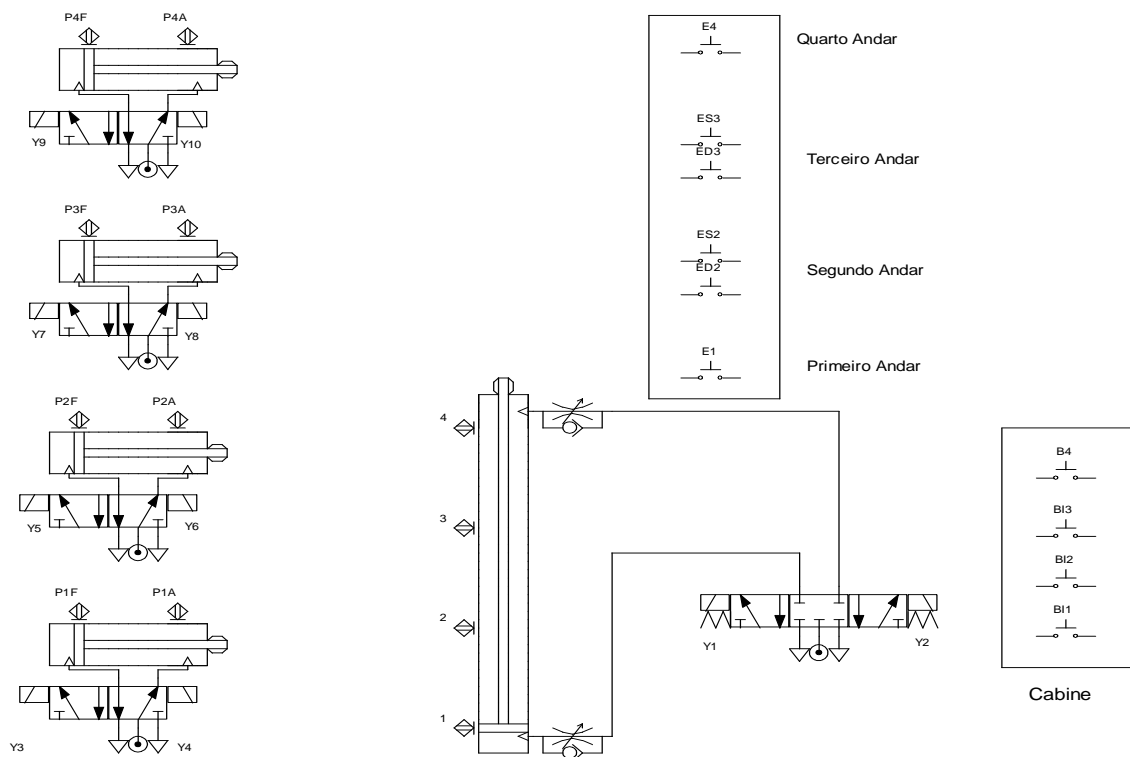 P4F P4A
Y9 Y10
P3F P3A
Y7 Y8
P2F P2A
Y5 Y6
P1F P1A
Y3 Y4
4
3
2
1
Y1 Y2
E4
Quarto Andar
ES3
ED3
Terceiro Andar
ES2
ED2
Segundo Andar
E1
Primeiro Andar
B4
BI3
BI2
BI1
Cabine